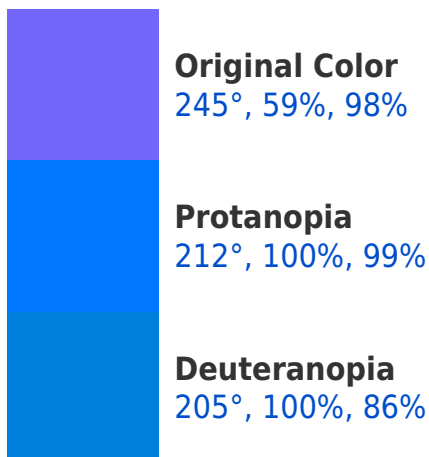 Original Color
245°, 59%, 98%
Protanopia
212°, 100%, 99%
Deuteranopia
205°, 100%, 86%